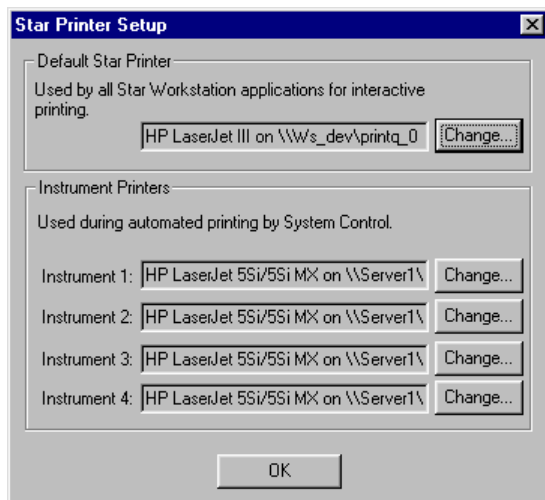 Star Printer Setup
Default Star Printer
Used by all Star Workstation applications for interactive
printing.
HP LaserJet III on \\Ws_dev\printq_0 Change...
Instrument Printers
Used during automated printing by System Control.
Instrument 1: HP LaserJet 5Si/5Si MX on \\Server1\ Change...
Instrument 2: HP LaserJet 5Si/5Si MX on \\Server1\ Change...
Instrument 3: HP LaserJet 5Si/5Si MX on \\Server1\ Change...
Instrument 4: HP LaserJet 5Si/5Si MX on \\Server1\ Change...
OK